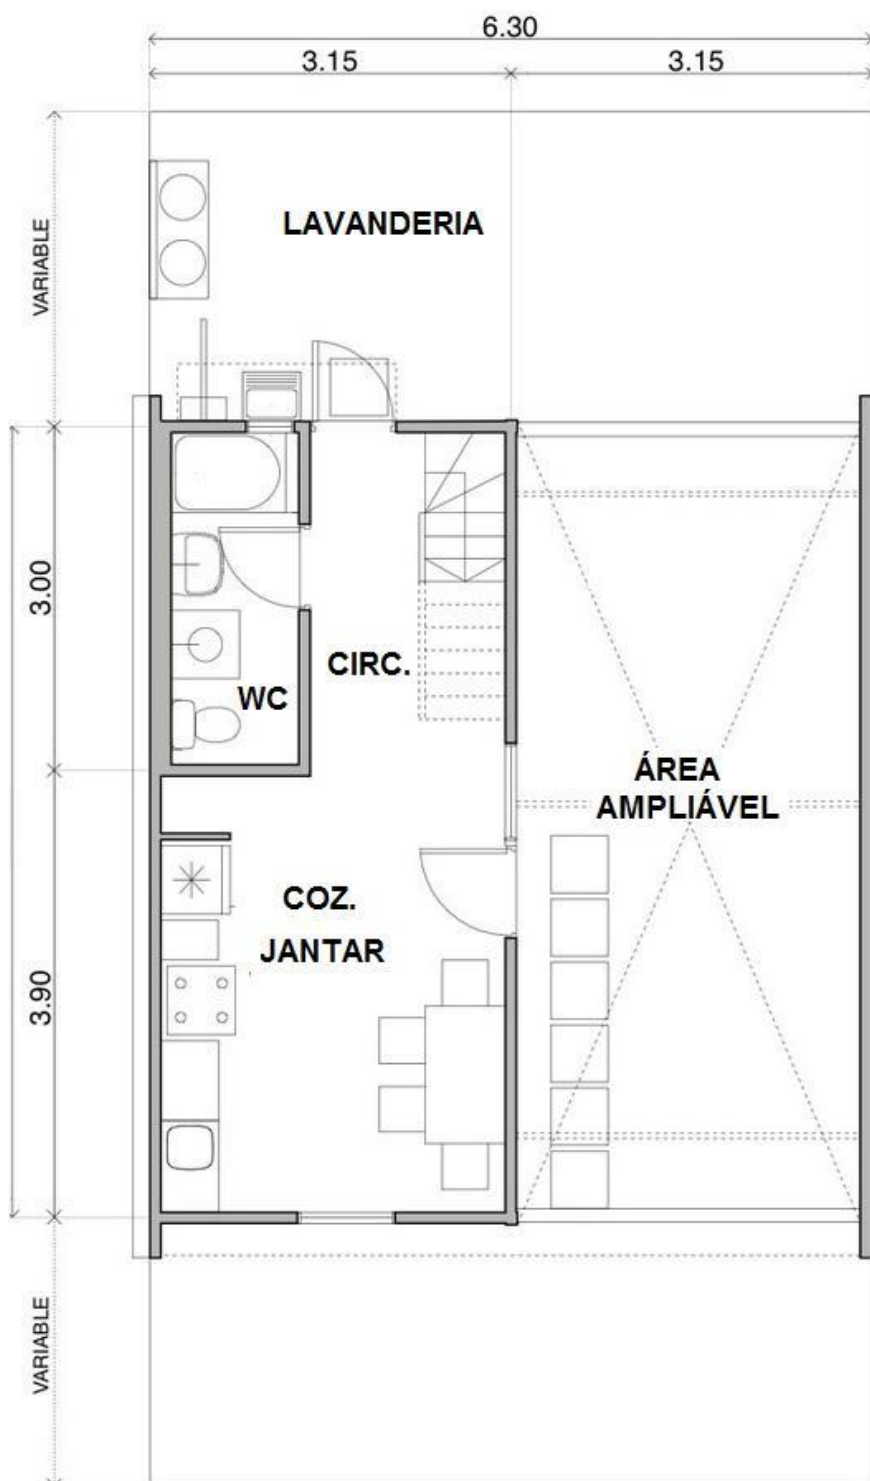 6.30
3.15
3.15
VARIABLE
LAVANDERIA
3.00
CIRC.
WC
ÁREA
AMPLIÁVEL
COZ.
JANTAR
3.90
VARIABLE